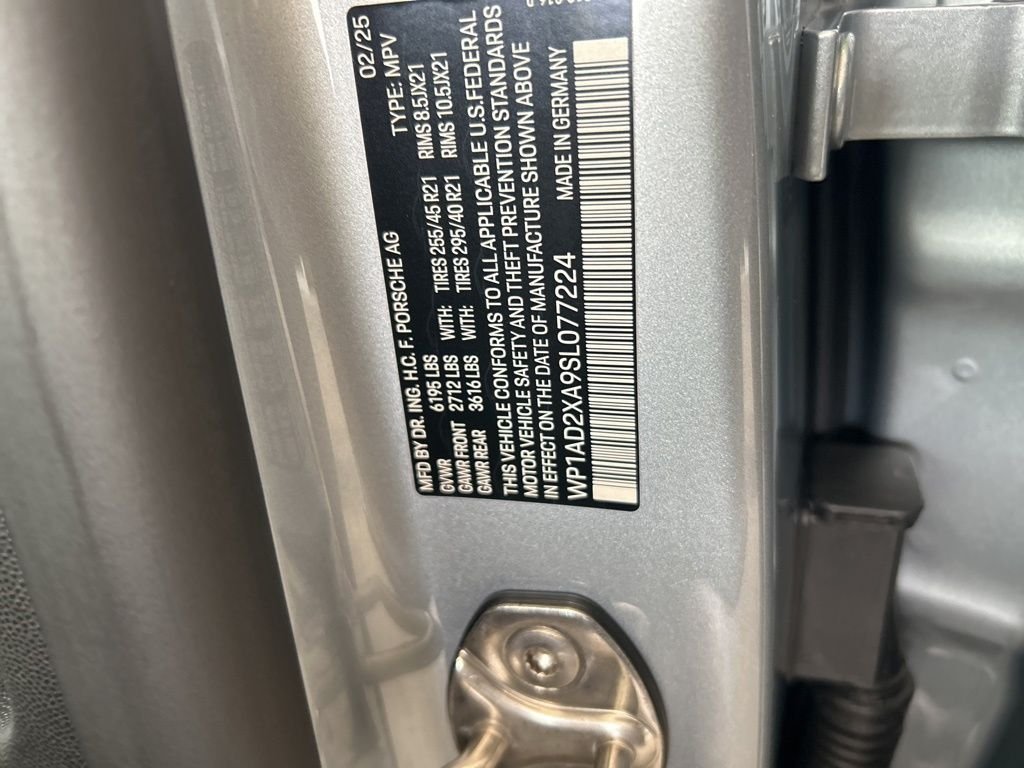 MFD BY DR. ING. H.C. F. PORSCHE AG 02/25
GVWR 6195 LBS TYPE: MPV
GAWR FRONT 2712 LBS WITH: TIRES 255/45 R21 RIMS 8.5JX21
GAWR REAR 3616 LBS WITH: TIRES 295/40 R21 RIMS 10.5JX21
THIS VEHICLE CONFORMS TO ALL APPLICABLE U.S. FEDERAL
MOTOR VEHICLE SAFETY AND THEFT PREVENTION STANDARDS
IN EFFECT ON THE DATE OF MANUFACTURE SHOWN ABOVE
WP1AD2XA9SL077224 MADE IN GERMANY